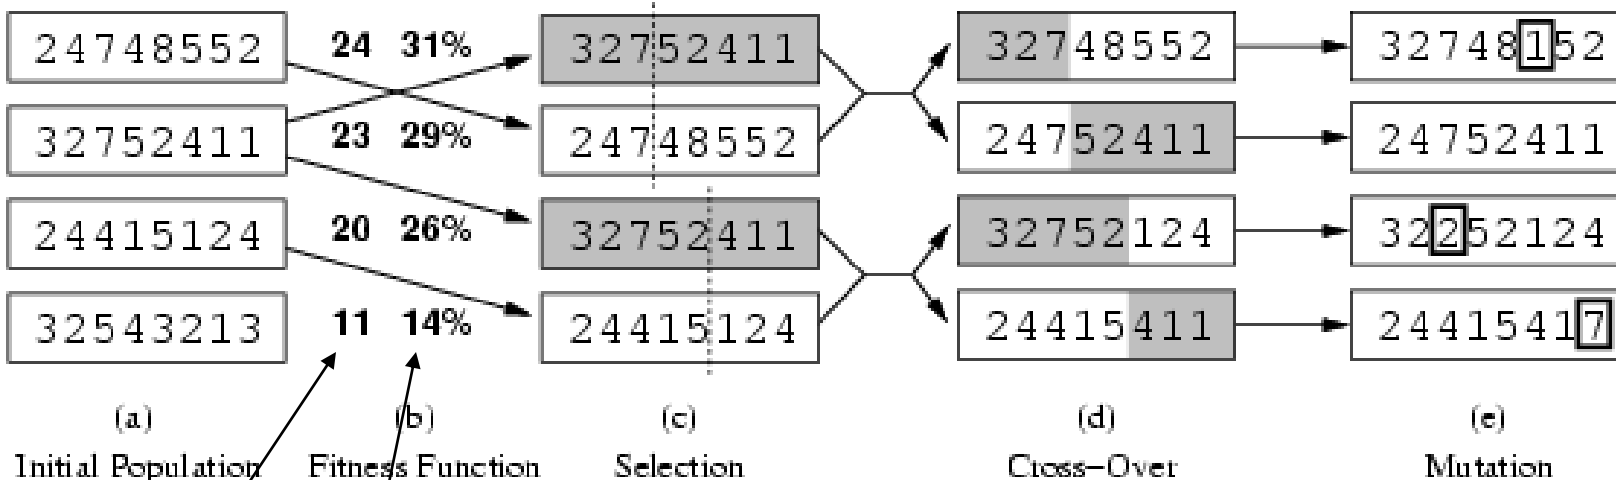 24748552 24 31% 32752411 32748552 32748152
32752411 23 29% 24748552 24752411 24752411
24415124 20 26% 32752411 32752124 32252124
32543213 11 14% 24415124 24415411 24415417
(a) (b) (c) (d) (e)
Initial Population Fitness Function Selection Cross–Over Mutation